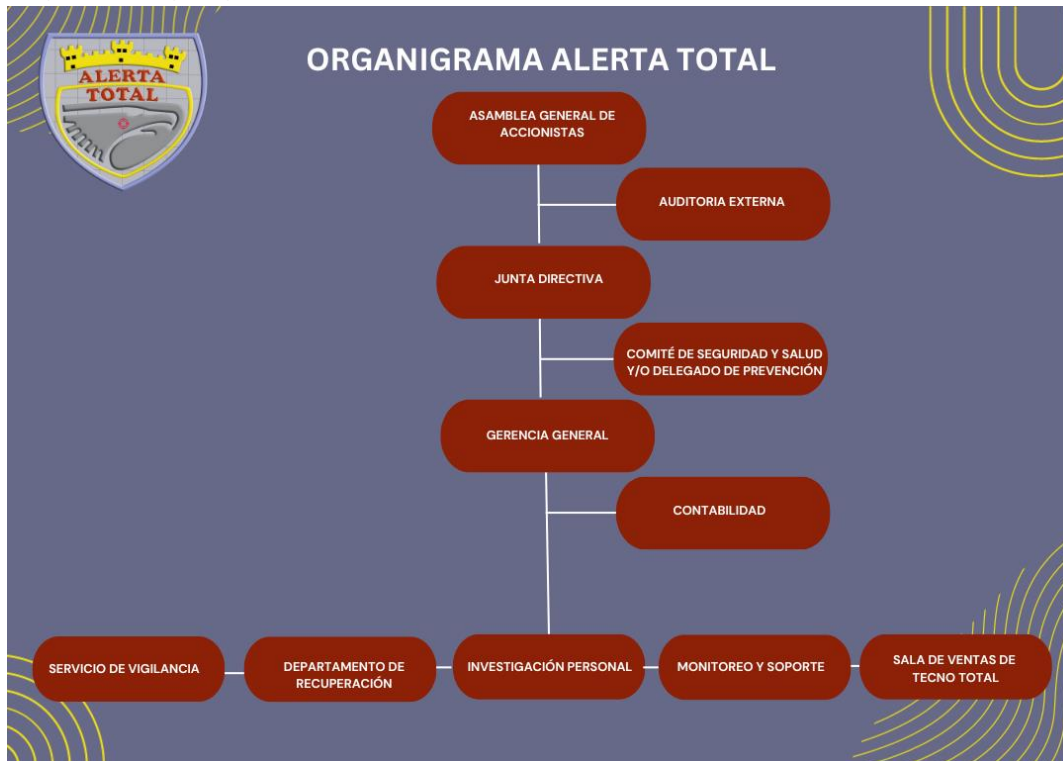 ALERTA
TOTAL
ORGANIGRAMA ALERTA TOTAL
ASAMBLEA GENERAL DE
ACCIONISTAS
AUDITORIA EXTERNA
JUNTA DIRECTIVA
COMITÉ DE SEGURIDAD Y SALUD
Y/O DELEGADO DE PREVENCIÓN
GERENCIA GENERAL
CONTABILIDAD
SERVICIO DE VIGILANCIA
DEPARTAMENTO DE
RECUPERACIÓN
INVESTIGACIÓN PERSONAL
MONITOREO Y SOPORTE
SALA DE VENTAS DE
TECNO TOTAL